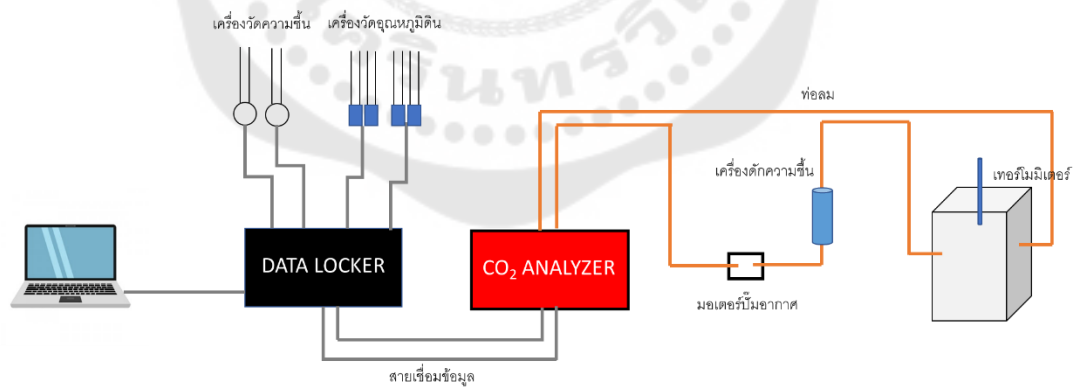 เครื่องวัดความชื้น
เครื่องวัดอุณหภูมิดิน
ท่อลม
เครื่องดักความชื้น
เทอร์โมมิเตอร์
DATA LOCKER
CO₂ ANALYZER
มอเตอร์ปั๊มอากาศ
สายเชื่อมข้อมูล